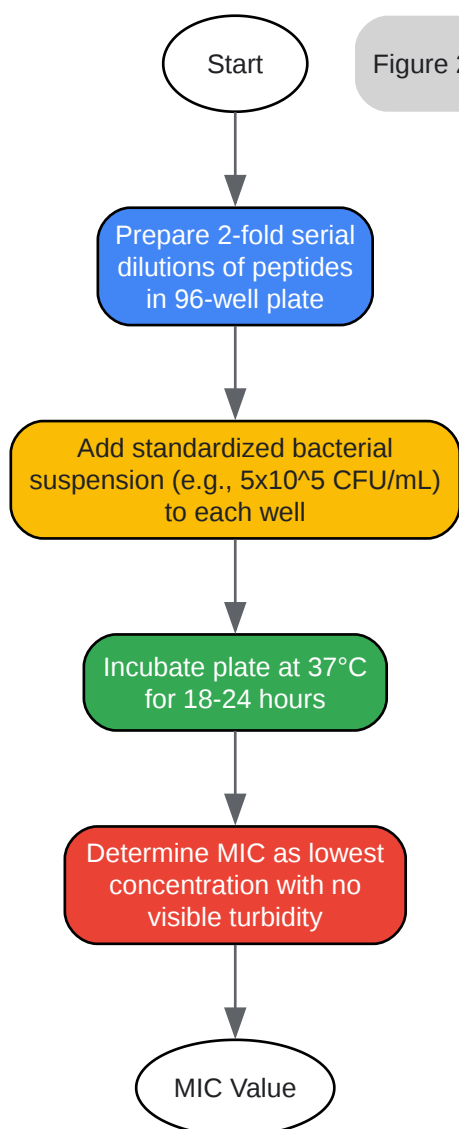 Start
Figure 2
Prepare 2-fold serial
dilutions of peptides
in 96-well plate
Add standardized bacterial
suspension (e.g., 5x10^5 CFU/mL)
to each well
Incubate plate at 37°C
for 18-24 hours
Determine MIC as lowest
concentration with no
visible turbidity
MIC Value